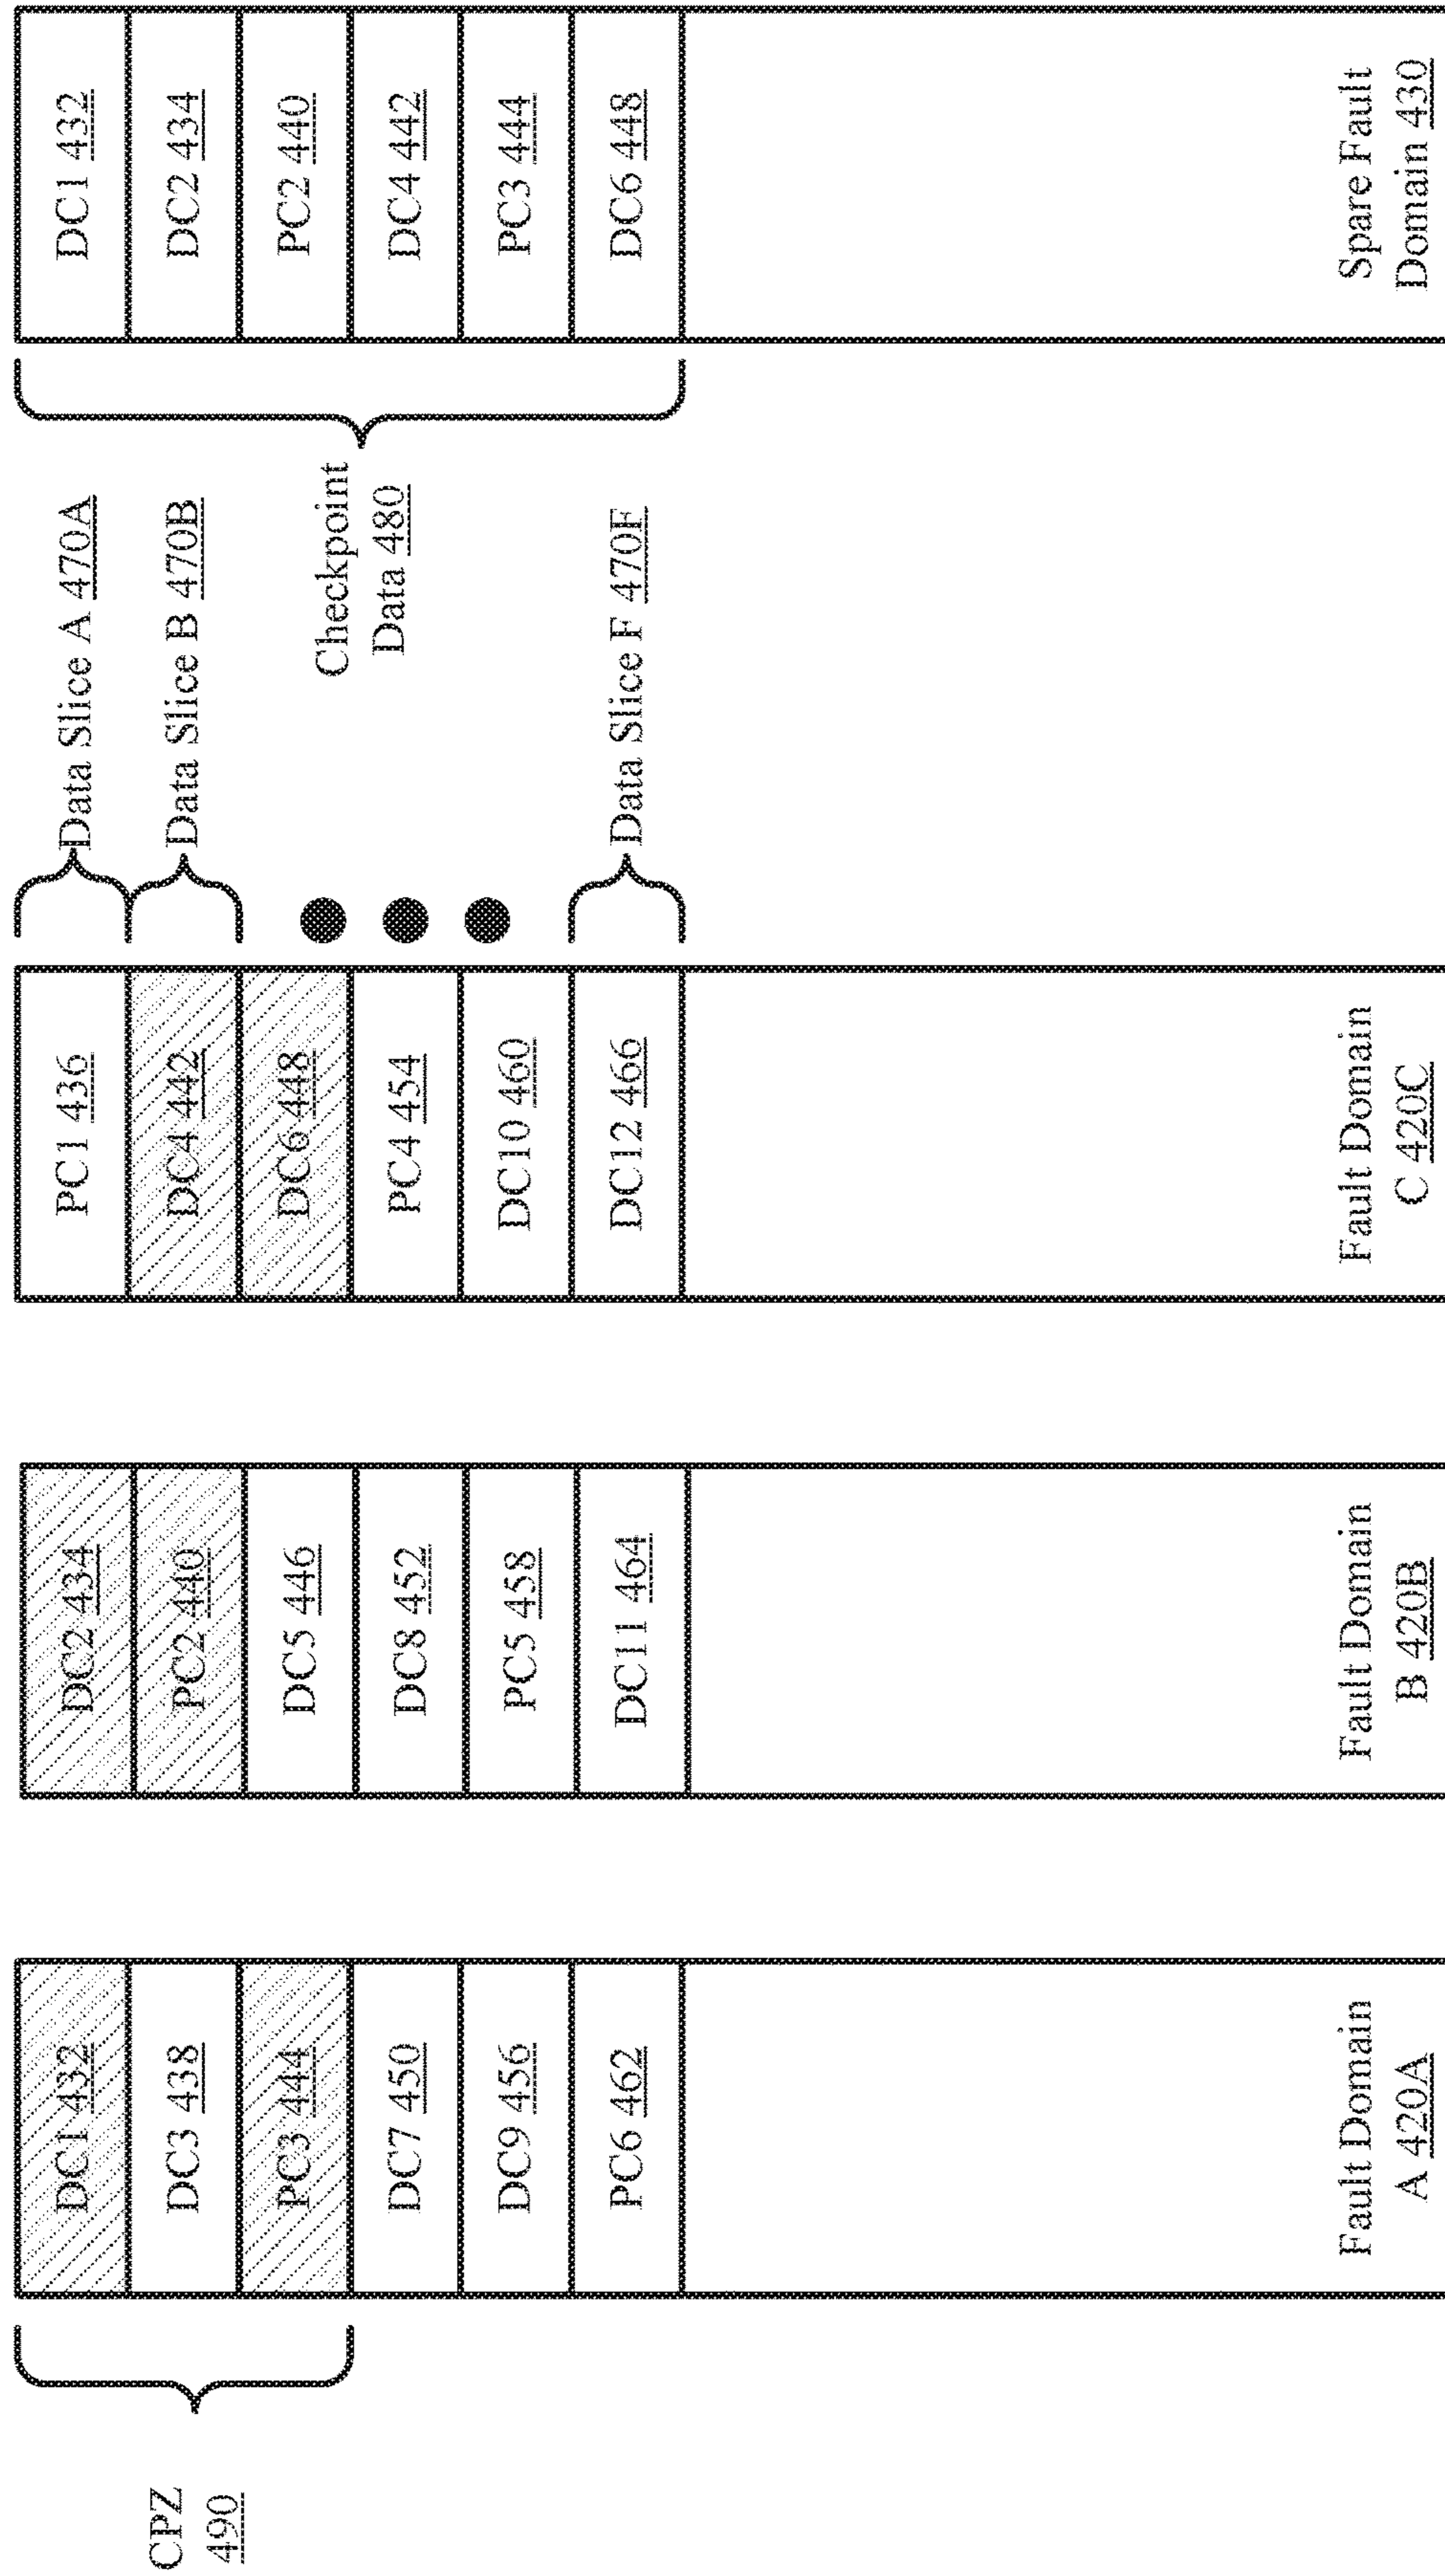 CPZ
490
DC1 432
DC3 438
PC3 444
DC7 450
DC9 456
PC6 462
Fault Domain
A 420A
DC2 434
PC2 440
DC5 446
DC8 452
PC5 458
DC11 464
Fault Domain
B 420B
PC1 436
DC4 442
DC6 448
PC4 454
DC10 460
DC12 466
Fault Domain
C 420C
Data Slice A 470A
Data Slice B 470B
Data Slice F 470F
Checkpoint
Data 480
DC1 432
DC2 434
PC2 440
DC4 442
PC3 444
DC6 448
Spare Fault
Domain 430